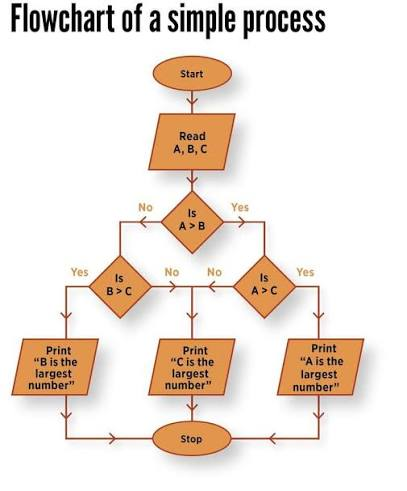 Flowchart of a simple process
Start
Read
A, B, C
Is
A > B
No
Yes
Is
B > C
Is
A > C
Yes
No
No
Yes
Print
"B is the
largest
number"
Print
"C is the
largest
number"
Print
"A is the
largest
number"
Stop